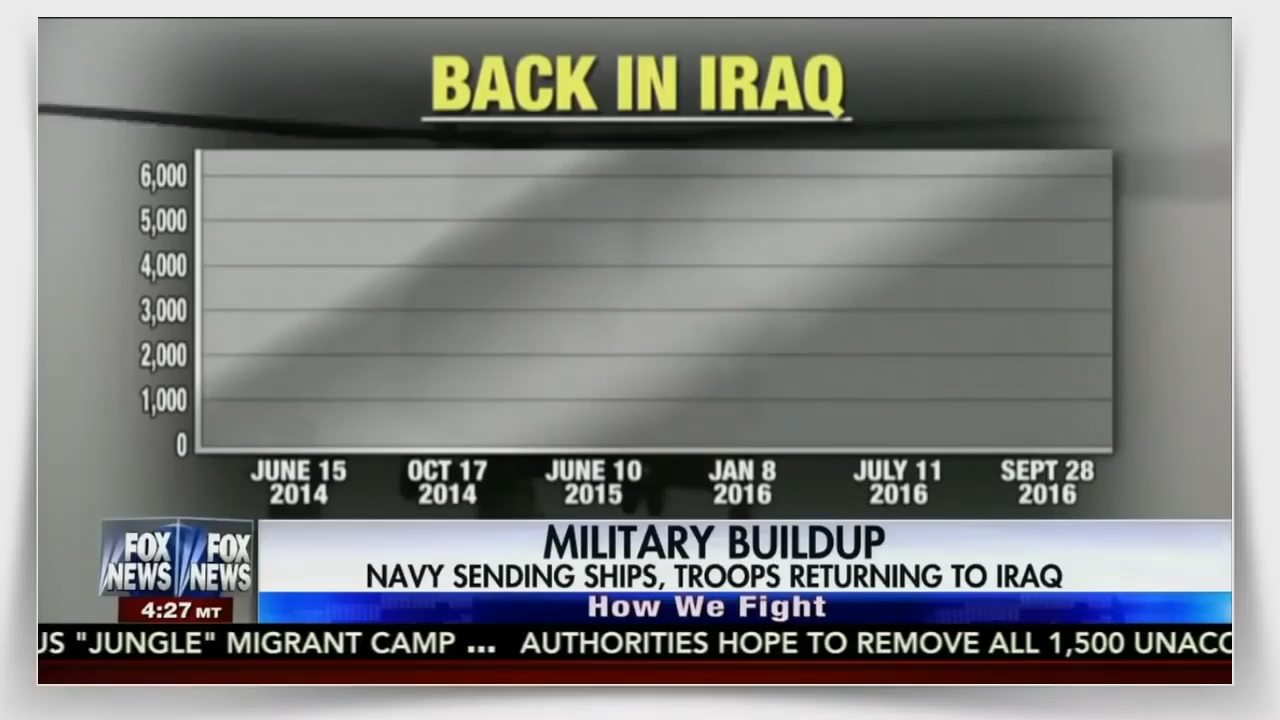 BACK IN IRAQ
6,000
5,000
4,000
3,000
2,000
1,000
0
JUNE 15 2014
OCT 17 2014
JUNE 10 2015
JAN 8 2016
JULY 11 2016
SEPT 28 2016
FOX NEWS
FOX NEWS
4:27 MT
MILITARY BUILDUP
NAVY SENDING SHIPS, TROOPS RETURNING TO IRAQ
How We Fight
US "JUNGLE" MIGRANT CAMP ... AUTHORITIES HOPE TO REMOVE ALL 1,500 UNACC